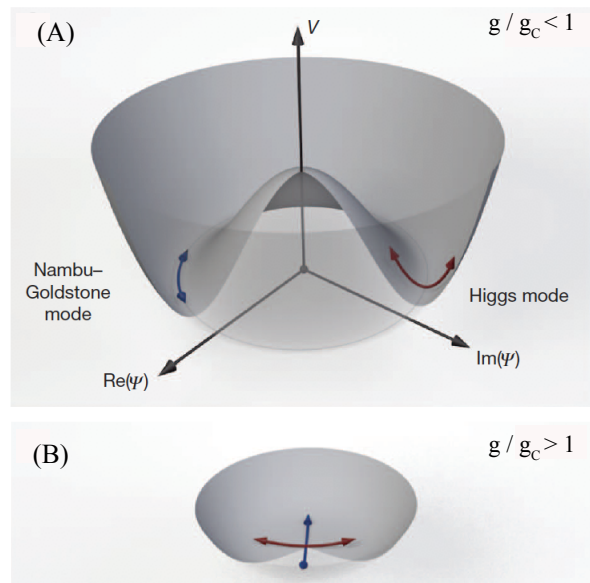 (A)
V
g / g_C < 1
Nambu–
Goldstone
mode
Higgs mode
Re(Ψ)
Im(Ψ)
(B)
g / g_C > 1